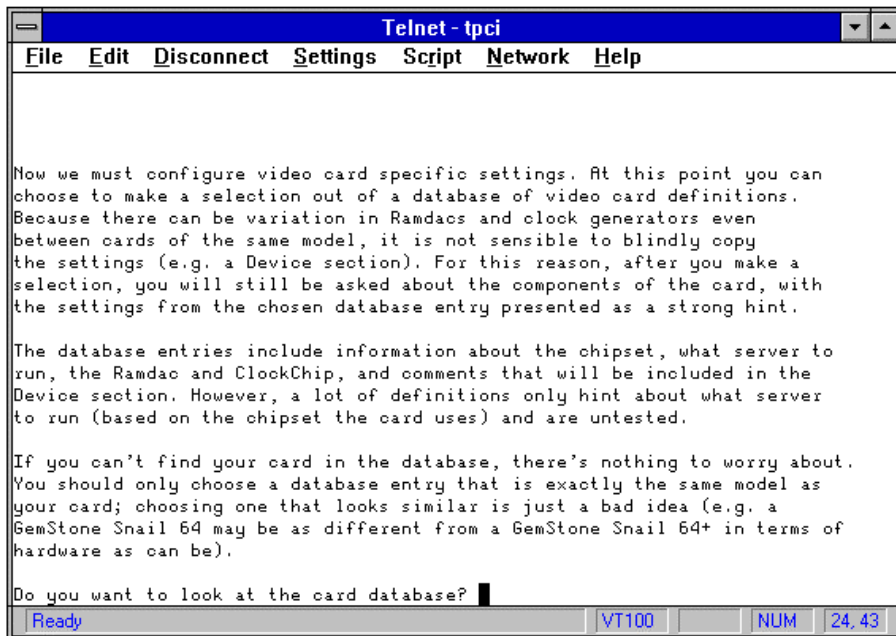 Telnet - tpci
File Edit Disconnect Settings Script Network Help
Now we must configure video card specific settings. At this point you can
choose to make a selection out of a database of video card definitions.
Because there can be variation in Ramdacs and clock generators even
between cards of the same model, it is not sensible to blindly copy
the settings (e.g. a Device section). For this reason, after you make a
selection, you will still be asked about the components of the card, with
the settings from the chosen database entry presented as a strong hint.
The database entries include information about the chipset, what server to
run, the Ramdac and ClockChip, and comments that will be included in the
Device section. However, a lot of definitions only hint about what server
to run (based on the chipset the card uses) and are untested.
If you can't find your card in the database, there's nothing to worry about.
You should only choose a database entry that is exactly the same model as
your card; choosing one that looks similar is just a bad idea (e.g. a
GemStone Snail 64 may be as different from a GemStone Snail 64+ in terms of
hardware as can be).
Do you want to look at the card database?
Ready VT100 NUM 24, 43